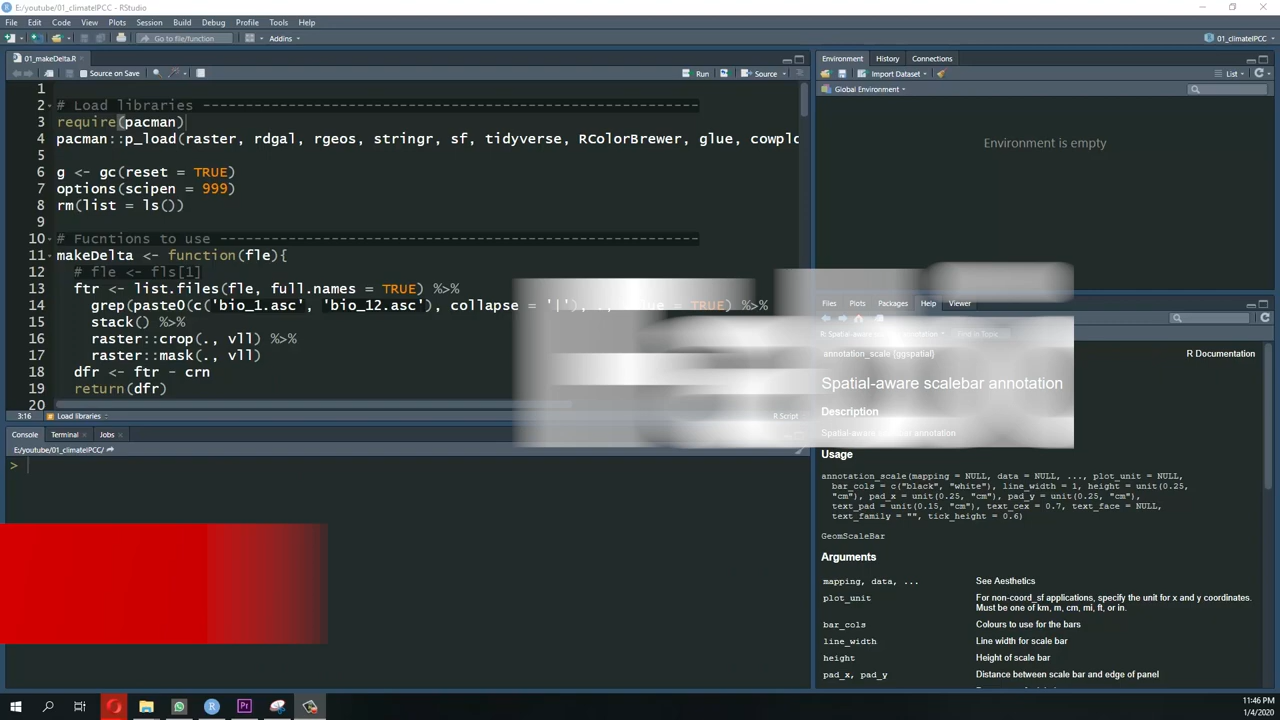 E:/youtube/01_climateIPCC - RStudio
File Edit Code View Plots Session Build Debug Profile Tools Help
Go to file/function Addins 01_climateIPCC
01_makeDelta.R
Source on Save Run Source
1
2 # Load libraries ----------------------------------------------------------
3 require(pacman)
4 pacman::p_load(raster, rdgal, rgeos, stringr, sf, tidyverse, RColorBrewer, glue, cowplo
5
6 g <- gc(reset = TRUE)
7 options(scipen = 999)
8 rm(list = ls())
9
10 # Fucntions to use --------------------------------------------------------
11 makeDelta <- function(fle){
12 # fle <- fls[1]
13 ftr <- list.files(fle, full.names = TRUE) %>%
14 grep(paste0(c('bio_1.asc', 'bio_12.asc'), collapse = '|'), ., = TRUE) %>%
15 stack() %>%
16 raster::crop(., vll) %>%
17 raster::mask(., vll)
18 dfr <- ftr - crn
19 return(dfr)
20
3:16 Load libraries R Script
Console Terminal Jobs
E:/youtube/01_climateIPCC/
>
Environment History Connections
Import Dataset List
Global Environment
Environment is empty
Files Plots Packages Help Viewer
R: Spatial-aware Find in Topic
annotation_scale {ggspatial} R Documentation
Spatial-aware scalebar annotation
Description
Spatial-aware annotation
Usage
annotation_scale(mapping = NULL, data = NULL, ..., plot_unit = NULL,
bar_cols = c("black", "white"), line_width = 1, height = unit(0.25,
"cm"), pad_x = unit(0.25, "cm"), pad_y = unit(0.25, "cm"),
text_pad = unit(0.15, "cm"), text_cex = 0.7, text_face = NULL,
text_family = "", tick_height = 0.6)
GeomScaleBar
Arguments
mapping, data, ... See Aesthetics
plot_unit For non-coord_sf applications, specify the unit for x and y coordinates.
Must be one of km, m, cm, mi, ft, or in.
bar_cols Colours to use for the bars
line_width Line width for scale bar
height Height of scale bar
pad_x, pad_y Distance between scale bar and edge of panel
11:46 PM
1/4/2020